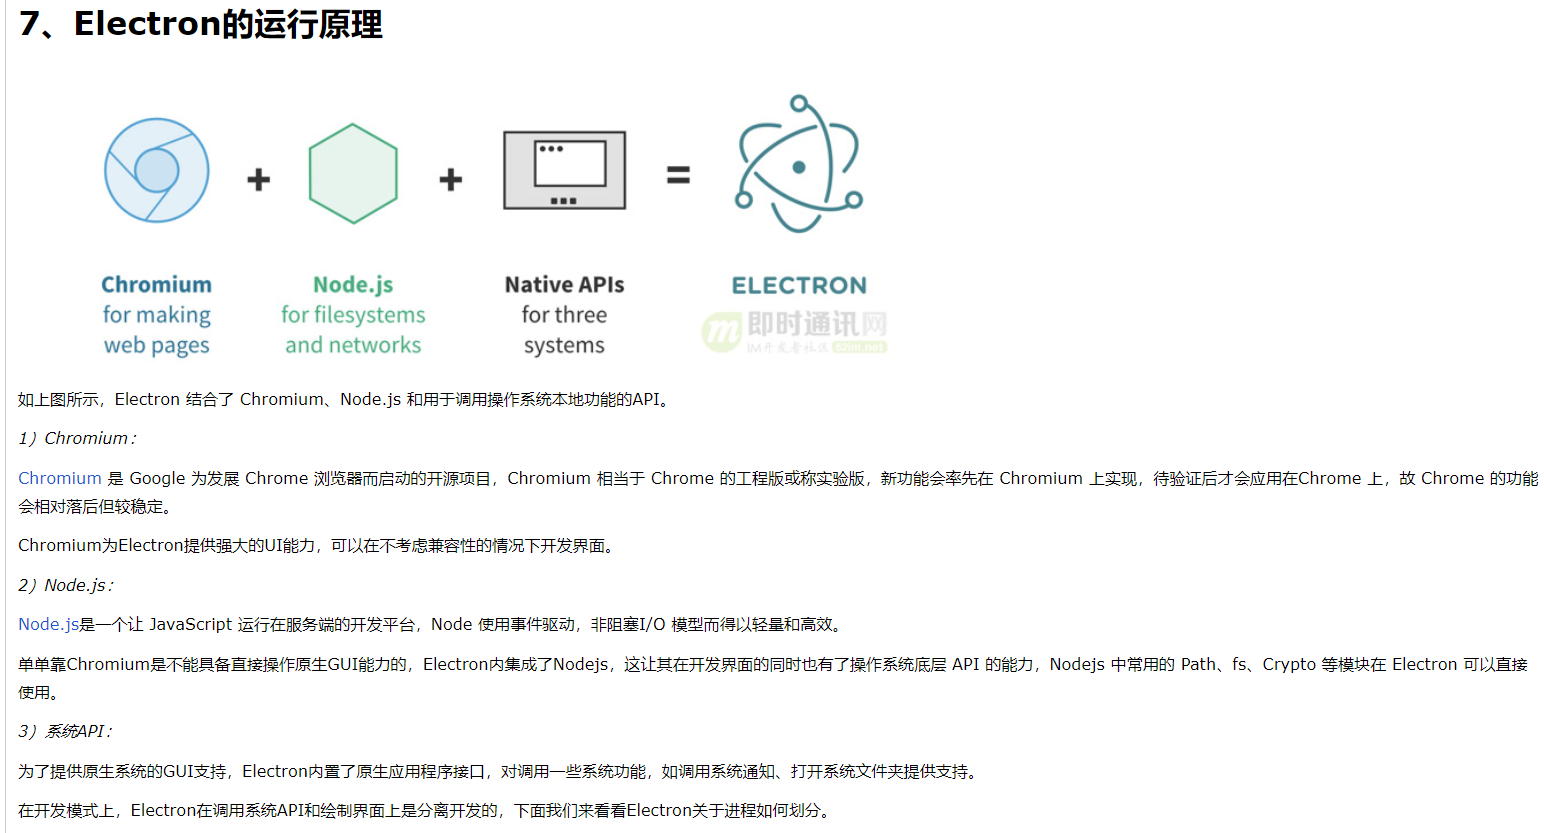 7、Electron的运行原理
Chromium
for making
web pages
+
Node.js
for filesystems
and networks
+
Native APIs
for three
systems
=
ELECTRON
即时通讯网
IM开发者社区 52im.net
如上图所示，Electron 结合了 Chromium、Node.js 和用于调用操作系统本地功能的API。
1）Chromium：
Chromium 是 Google 为发展 Chrome 浏览器而启动的开源项目，Chromium 相当于 Chrome 的工程版或称实验版，新功能会率先在 Chromium 上实现，待验证后才会应用在Chrome 上，故 Chrome 的功能
会相对落后但较稳定。
Chromium为Electron提供强大的UI能力，可以在不考虑兼容性的情况下开发界面。
2）Node.js：
Node.js是一个让 JavaScript 运行在服务端的开发平台，Node 使用事件驱动，非阻塞I/O 模型而得以轻量和高效。
单单靠Chromium是不能具备直接操作原生GUI能力的，Electron内集成了Nodejs，这让其在开发界面的同时也有了操作系统底层 API 的能力，Nodejs 中常用的 Path、fs、Crypto 等模块在 Electron 可以直接
使用。
3）系统API：
为了提供原生系统的GUI支持，Electron内置了原生应用程序接口，对调用一些系统功能，如调用系统通知、打开系统文件夹提供支持。
在开发模式上，Electron在调用系统API和绘制界面上是分离开发的，下面我们来看看Electron关于进程如何划分。